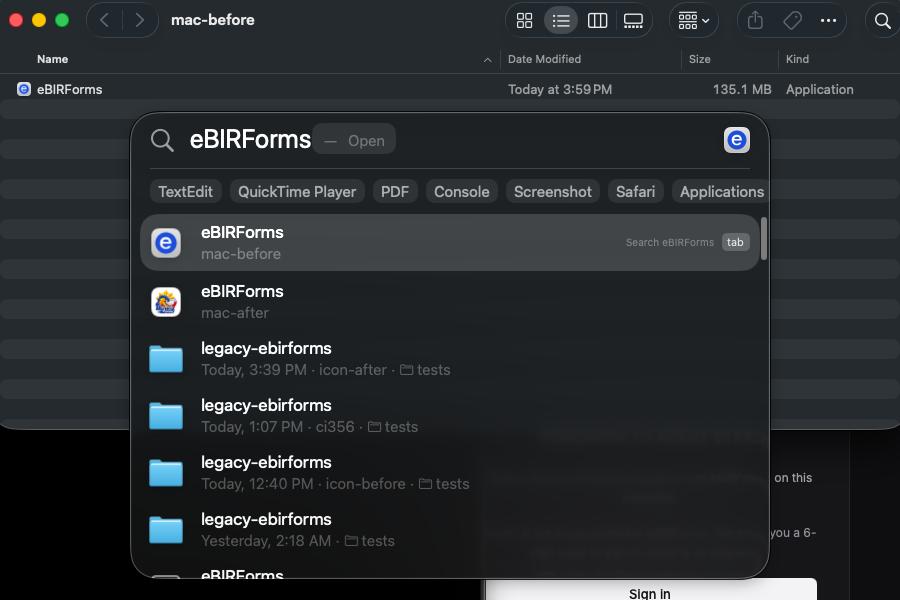 mac-before
Name Date Modified Size Kind
eBIRForms Today at 3:59 PM 135.1 MB Application
eBIRForms — Open
TextEdit QuickTime Player PDF Console Screenshot Safari Applications
eBIRForms
mac-before
Search eBIRForms tab
eBIRForms
mac-after
legacy-ebirforms
Today, 3:39 PM · icon-after · tests
legacy-ebirforms
Today, 1:07 PM · ci356 · tests
legacy-ebirforms
Today, 12:40 PM · icon-before · tests
on this
legacy-ebirforms
Yesterday, 2:18 AM · tests
you a 6-
eBIRForms
Sign in